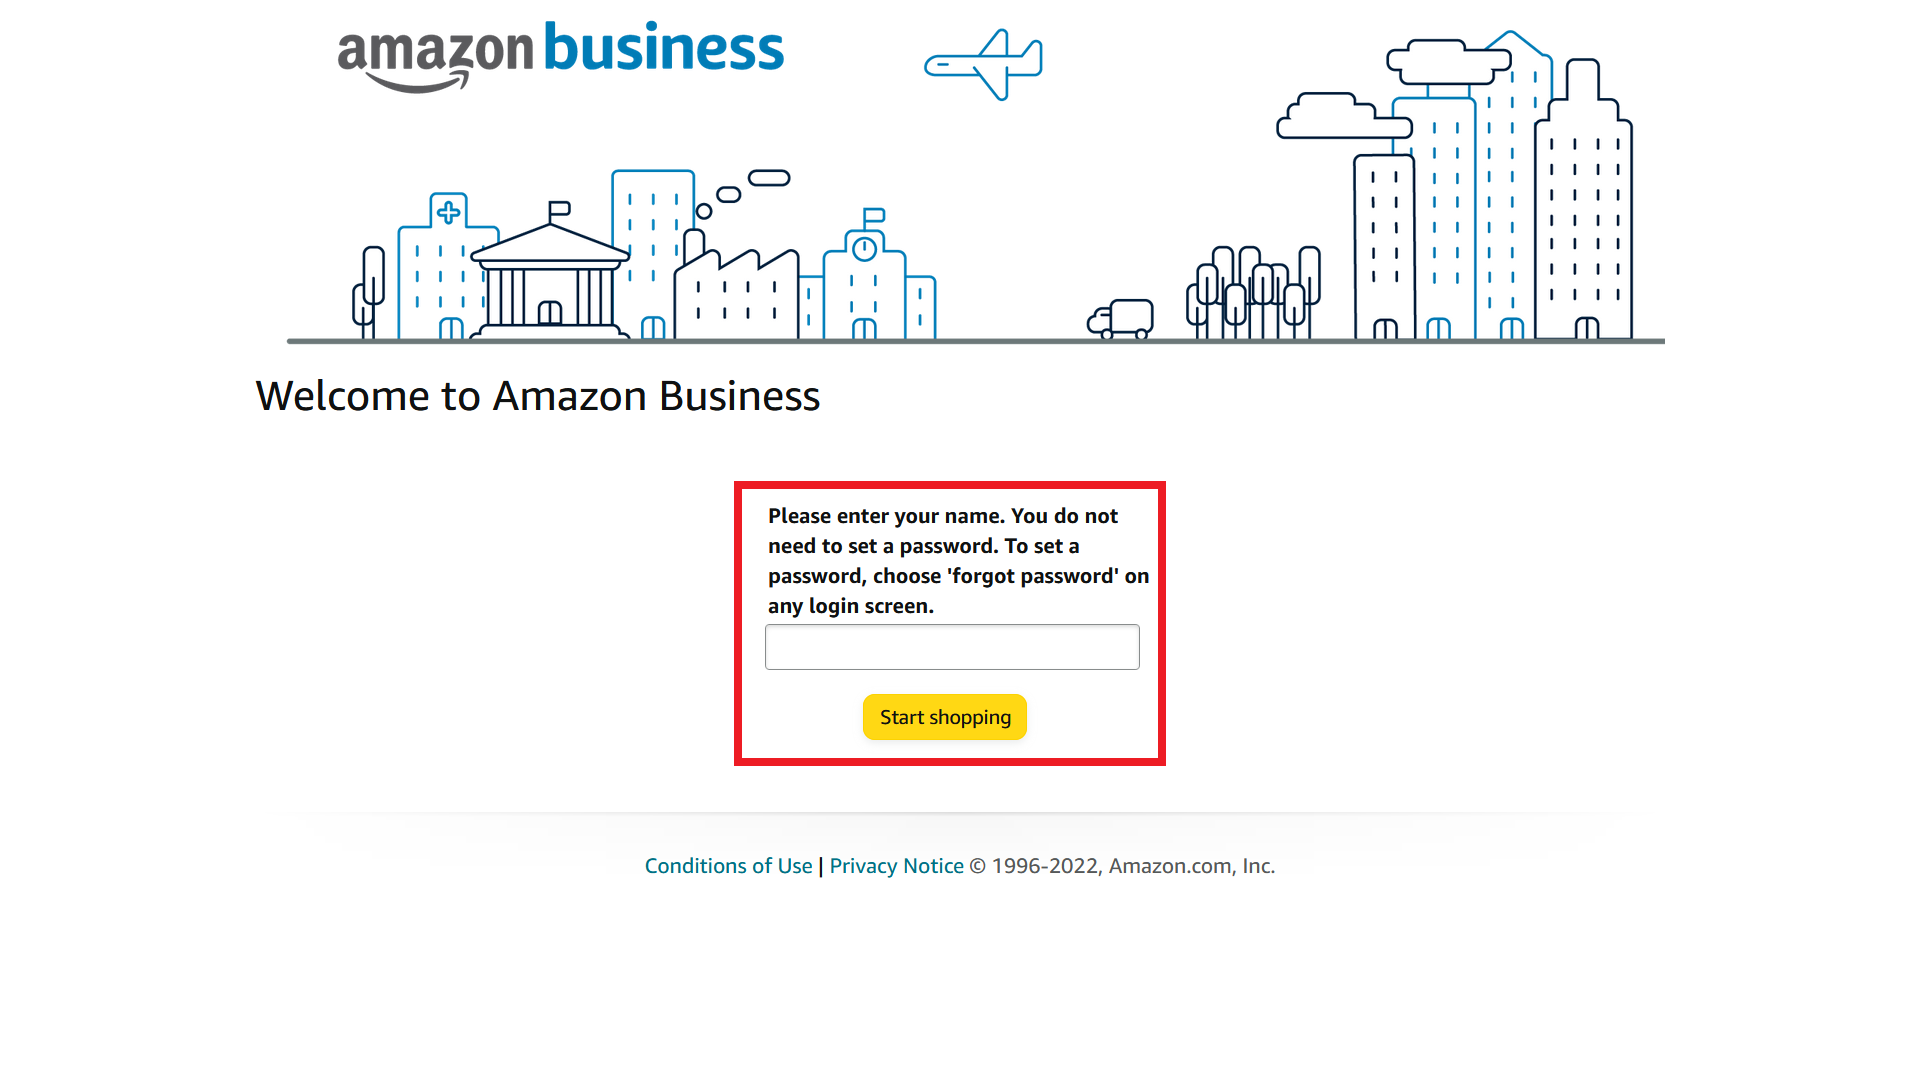 amazon business
Welcome to Amazon Business
Please enter your name. You do not
need to set a password. To set a
password, choose 'forgot password' on
any login screen.
Start shopping
Conditions of Use | Privacy Notice © 1996-2022, Amazon.com, Inc.